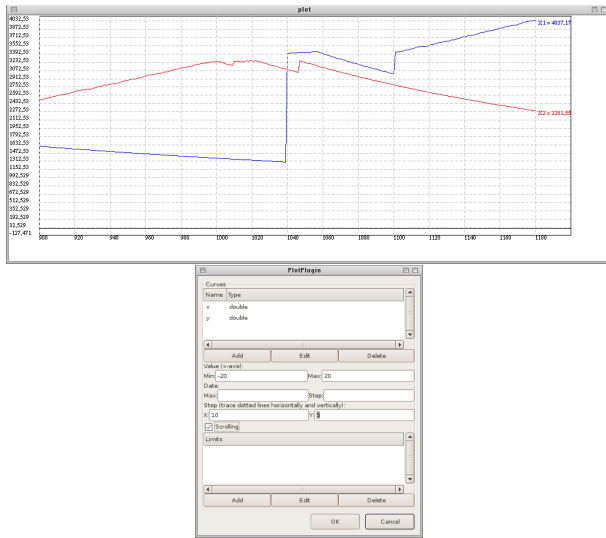 plot
4032,53
3872,53
3712,53
3552,53
3392,53
3232,53
3072,53
2912,53
2752,53
2592,53
2432,53
2272,53
2112,53
1952,53
1792,53
1632,53
1472,53
1312,53
1152,53
992,529
832,529
672,529
512,529
352,529
192,529
32,529
-127,471
X1 = 4037,17
X2 = 2281,55
900 920 940 960 980 1000 1020 1040 1060 1080 1100 1120 1140 1160 1180
PlotPlugin
Curves
Name Type
x double
y double
Add Edit Delete
Value (x-axis):
Min: -20 Max: 20
Date:
Max: Step:
Step (trace dotted lines horizontally and vertically):
X: 10 Y: 5
Scrolling
Limits
Add Edit Delete
OK Cancel